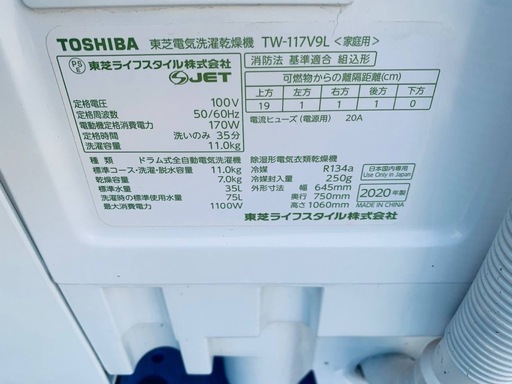 TOSHIBA 東芝電気洗濯乾燥機 TW-117V9L <家庭用>
PSE 東芝ライフスタイル株式会社
S JET
消防法 基準適合 組込形
可燃物からの離隔距離(cm)
上方 左方 右方 後方 下方
19 1 1 1 0
電流ヒューズ(電源用) 20A
定格電圧 100V
定格周波数 50/60Hz
電動機定格消費電力 170W
定格時間 洗いのみ 35分
洗濯容量 11.0kg
種類 ドラム式全自動電気洗濯機
標準コース・洗濯・脱水容量 11.0kg
乾燥容量 7.0kg
標準水量 35L
洗濯時の標準使用水量 75L
最大消費電力 1100W
除湿形電気衣類乾燥機
冷媒 R134a
冷媒封入量 250g
外形寸法 幅 645mm
奥行 750mm
高さ 1060mm
東芝ライフスタイル株式会社
日本国内専用
Use Only in Japan
2020年製
MADE IN CHINA